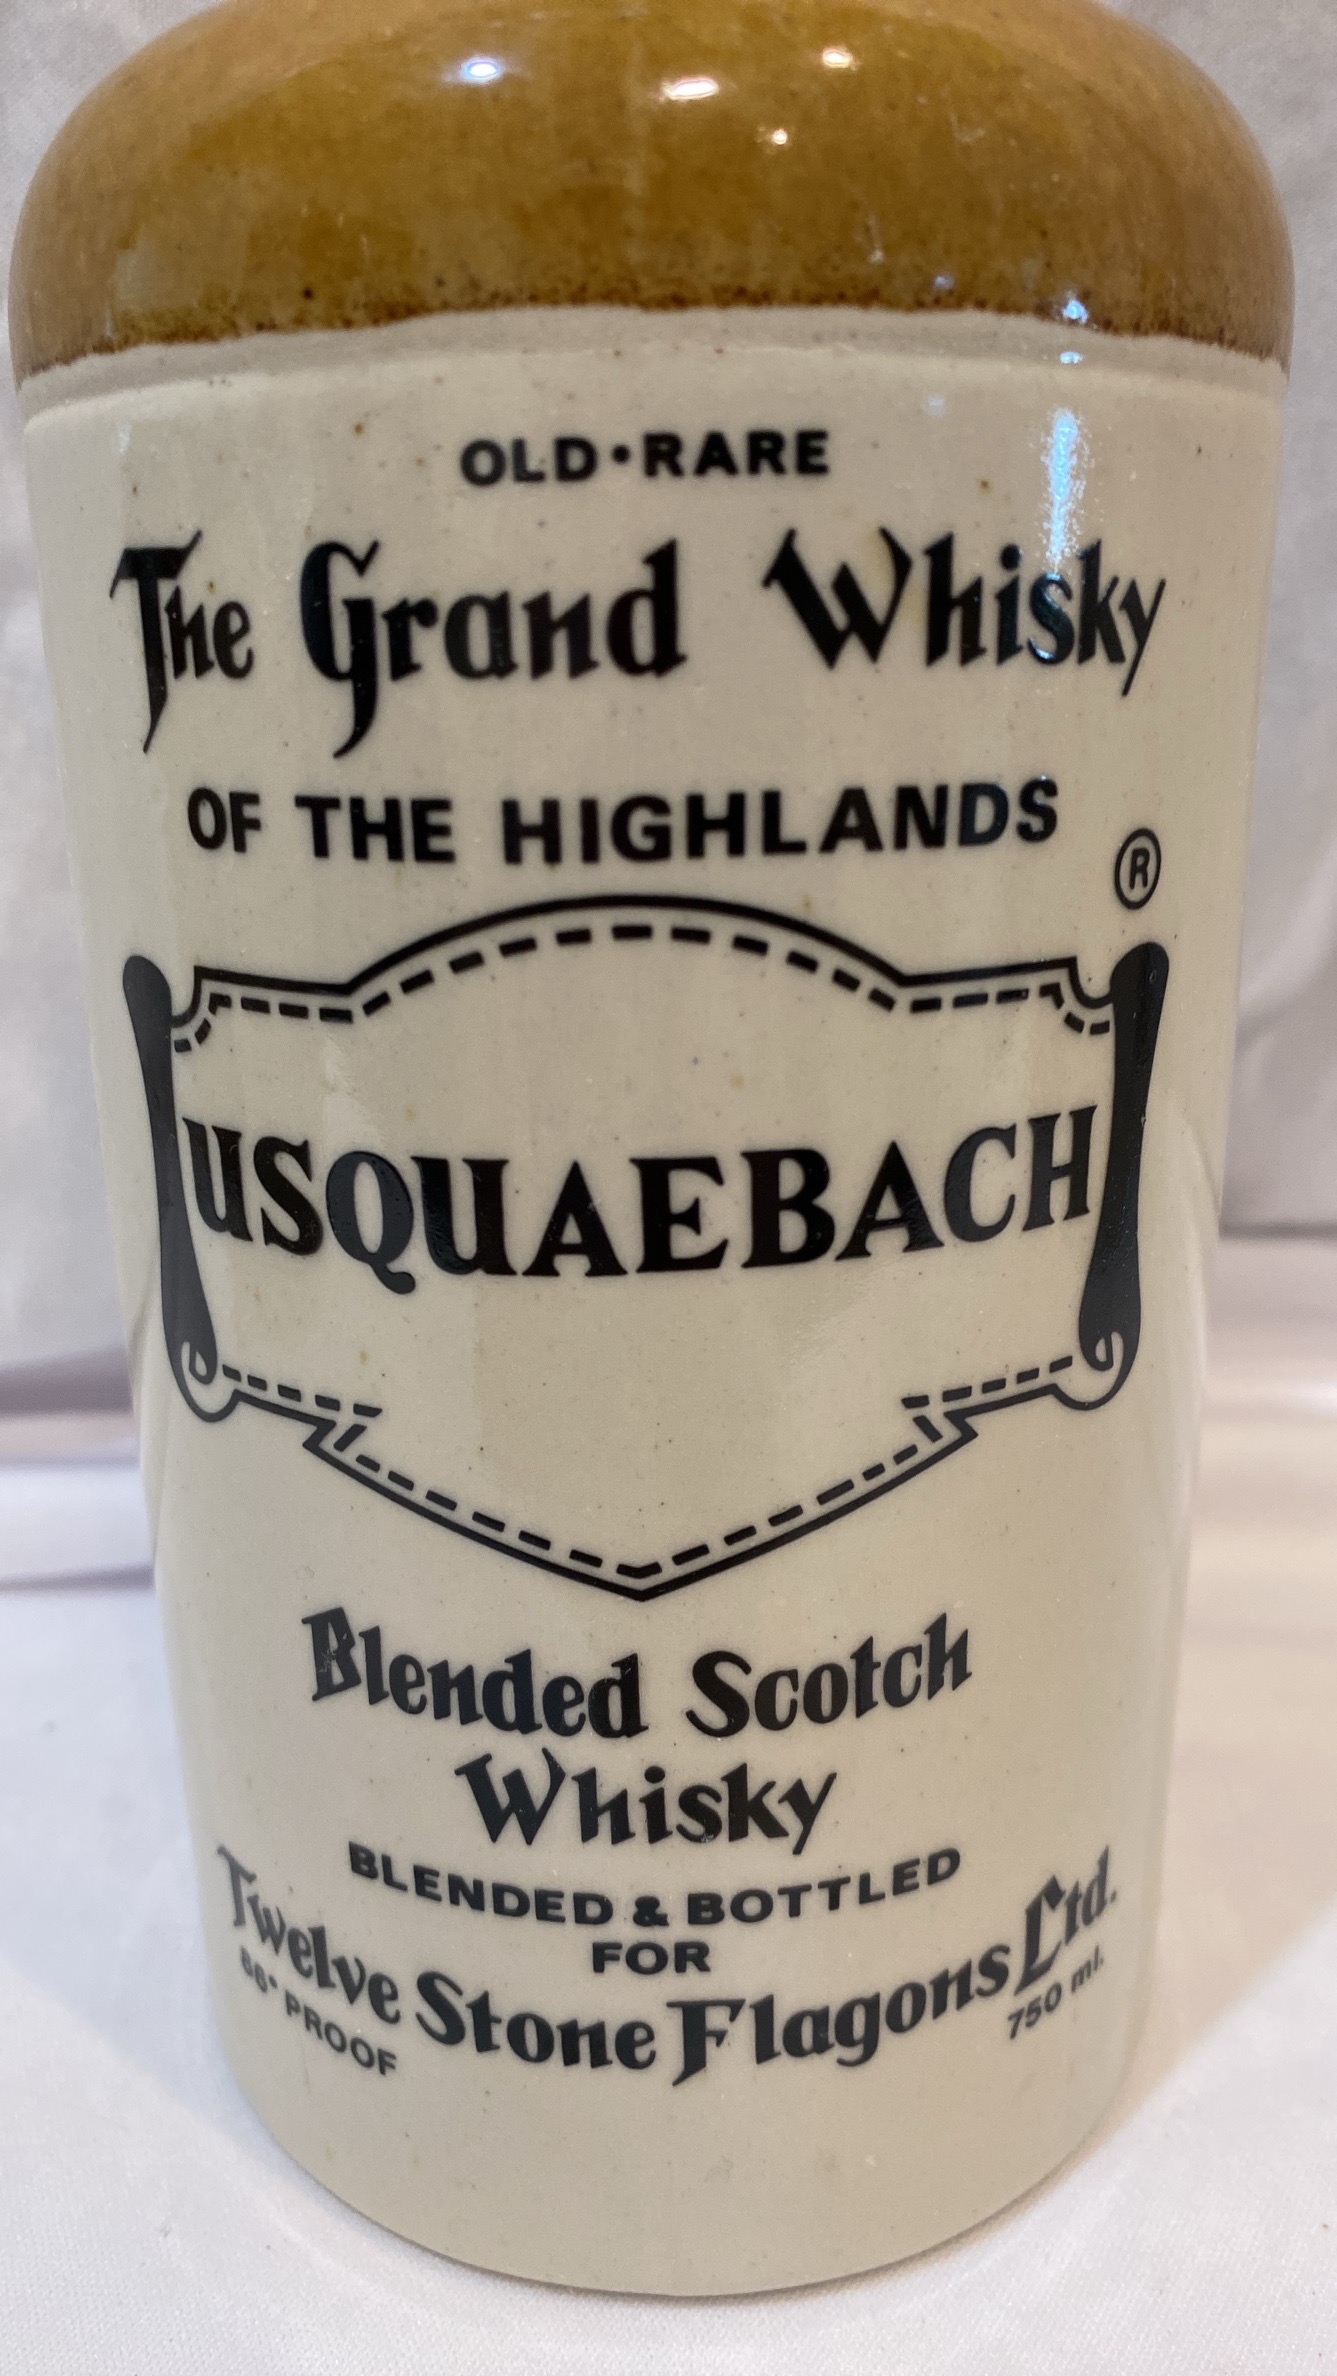 OLD•RARE
The Grand Whisky
OF THE HIGHLANDS
®
USQUAEBACH
Blended Scotch
Whisky
BLENDED & BOTTLED
FOR
Twelve Stone Flagons Ltd.
86° PROOF
750 ml.